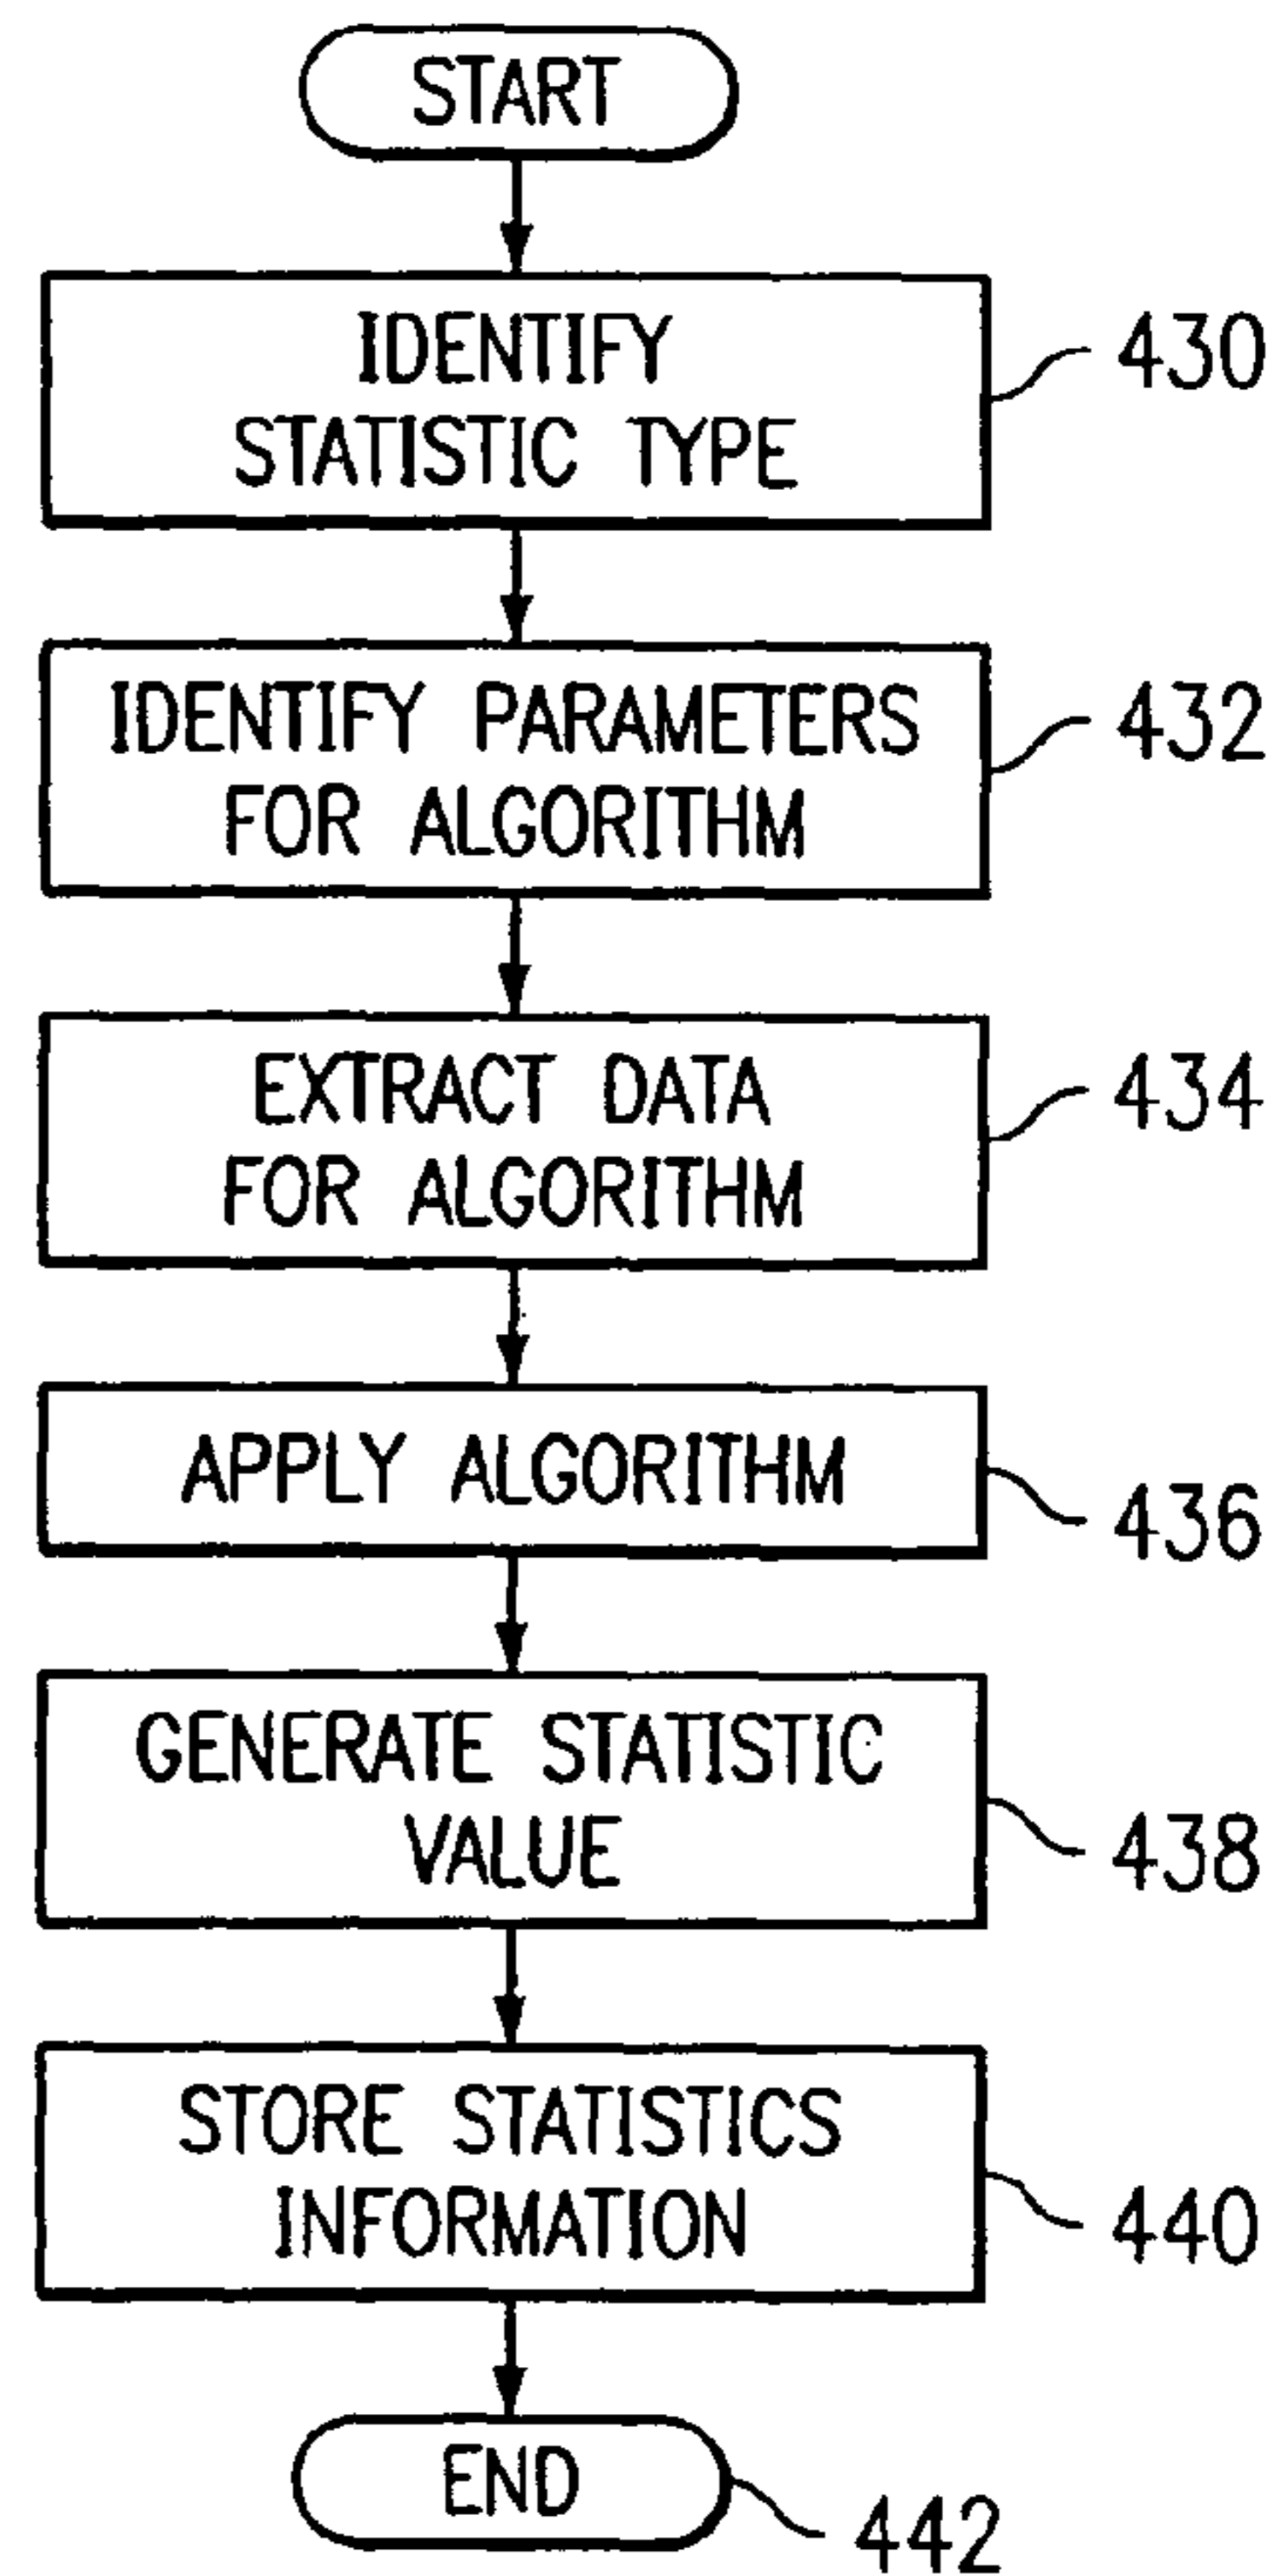 START
IDENTIFY
STATISTIC TYPE
430
IDENTIFY PARAMETERS
FOR ALGORITHM
432
EXTRACT DATA
FOR ALGORITHM
434
APPLY ALGORITHM
436
GENERATE STATISTIC
VALUE
438
STORE STATISTICS
INFORMATION
440
END
442